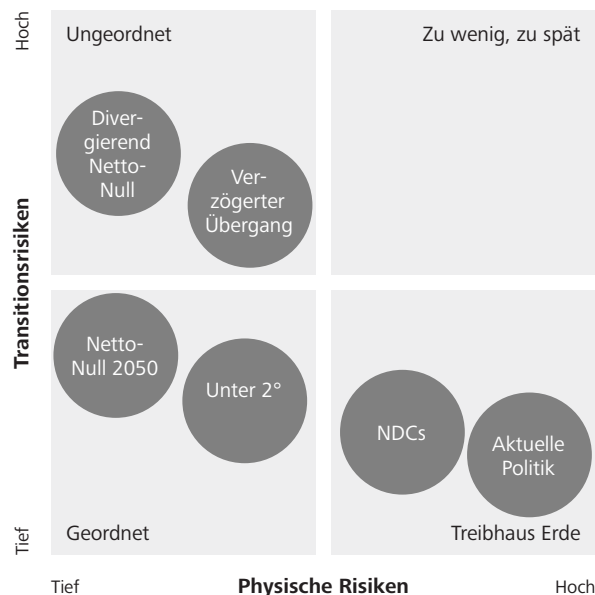 Hoch
Transitionsrisiken
Tief
Ungeordnet
Zu wenig, zu spät
Diver-
gierend
Netto-
Null
Ver-
zögerter
Übergang
Netto-
Null 2050
Unter 2°
NDCs
Aktuelle
Politik
Geordnet
Treibhaus Erde
Tief
Physische Risiken
Hoch